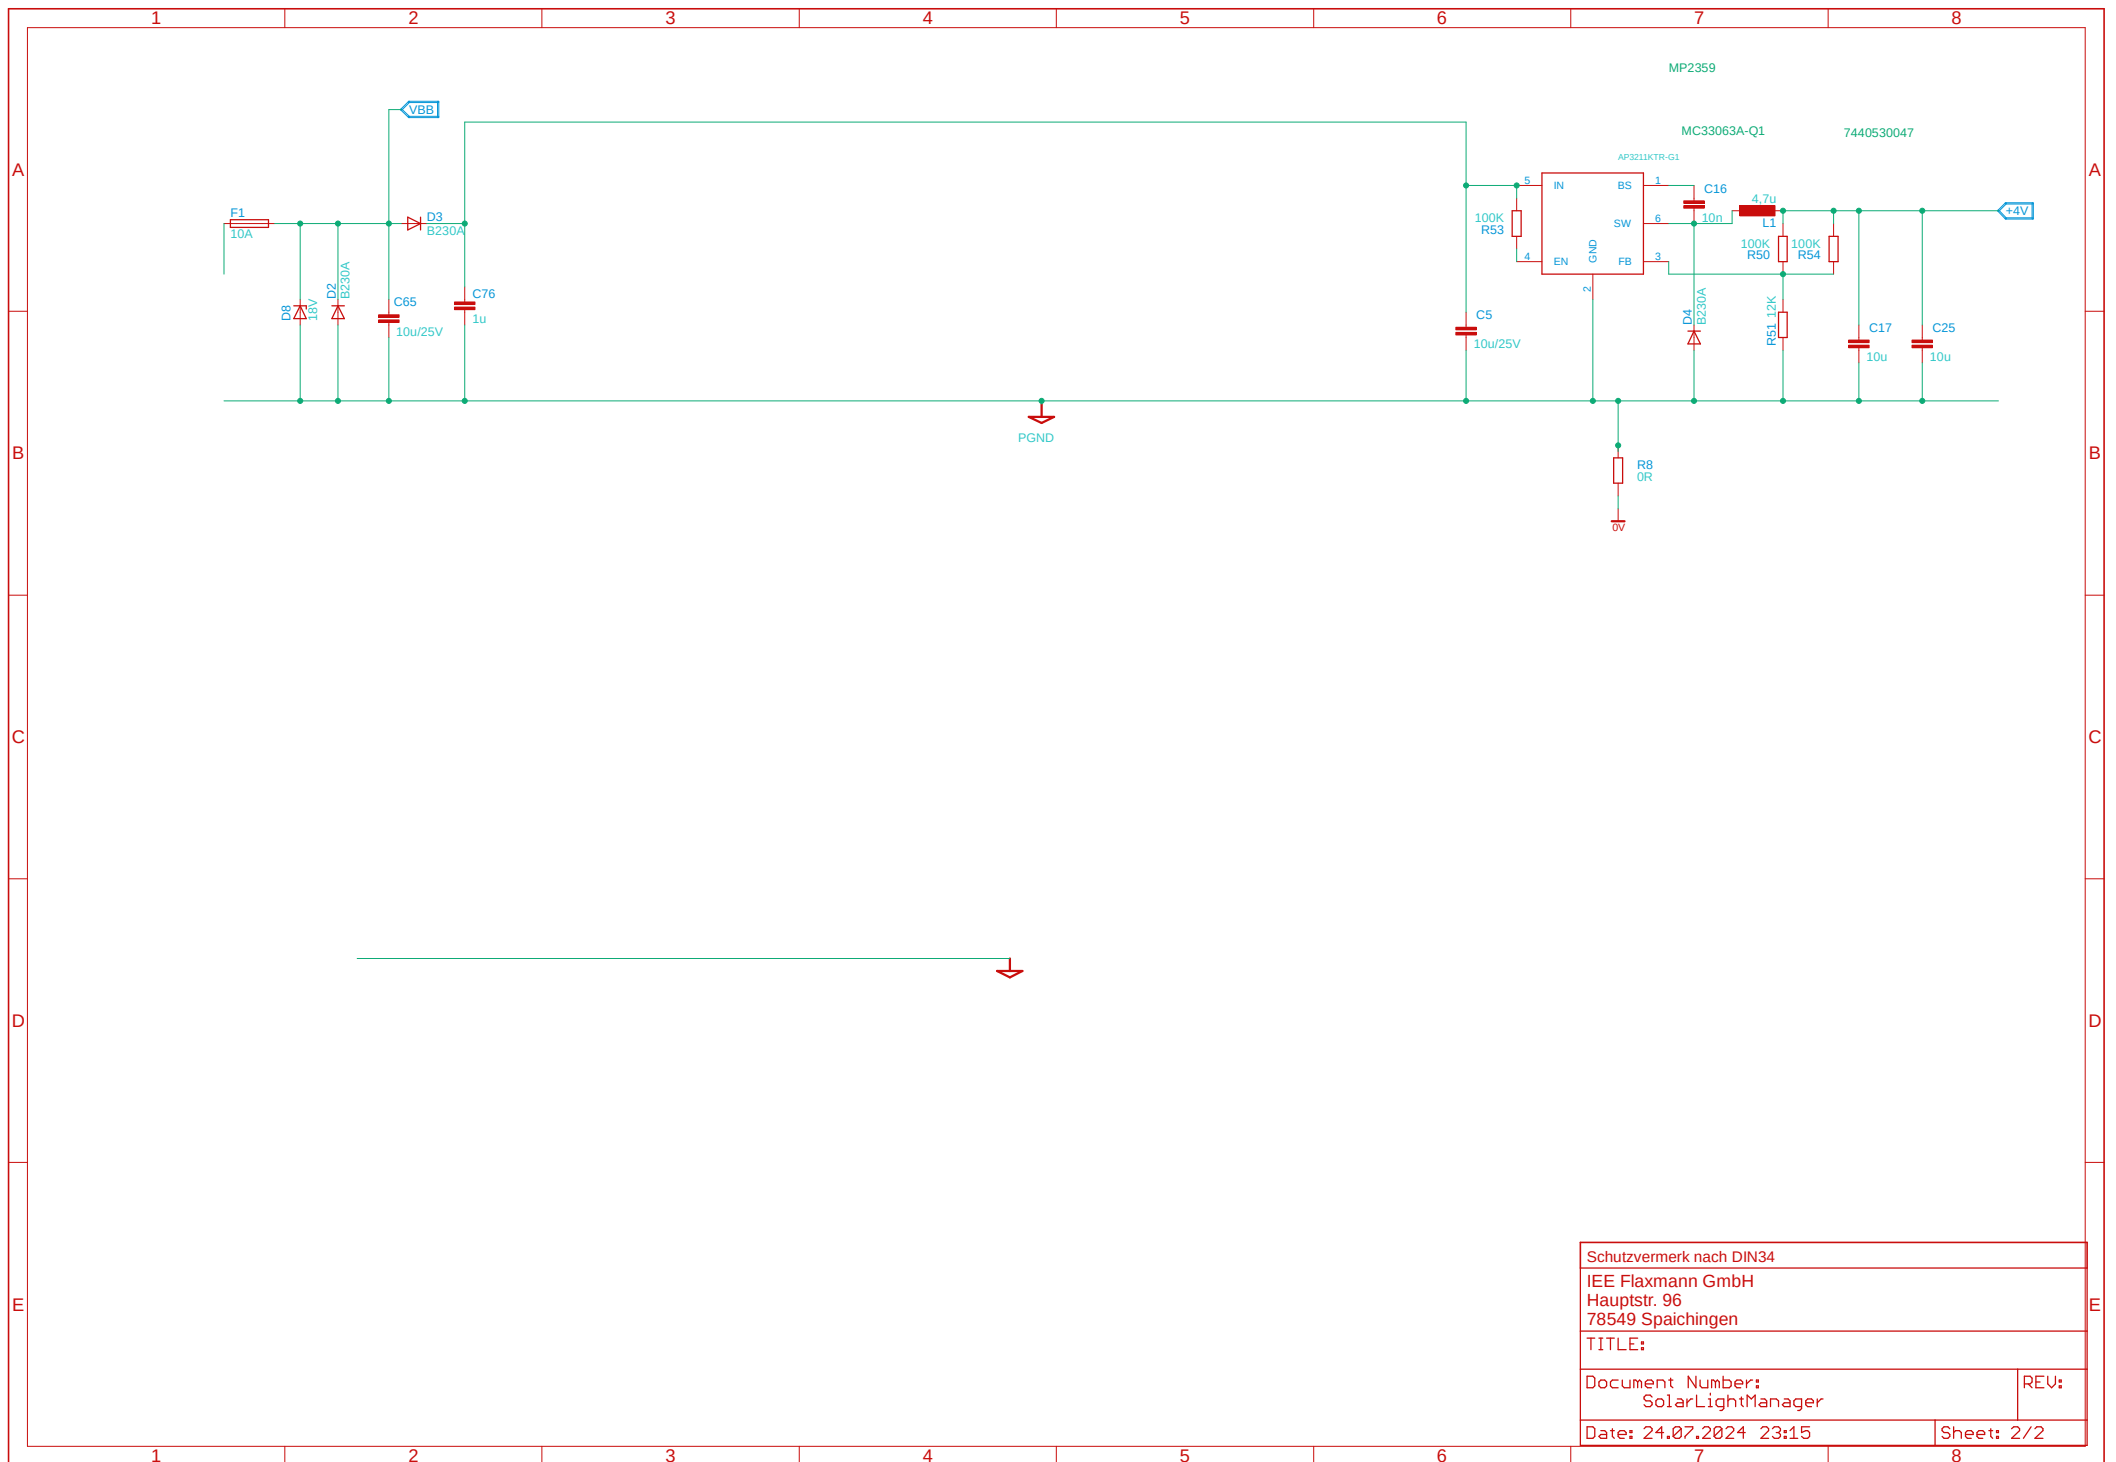 1 2 3 4 5 6 7 8
MP2359
VBB
MC33063A-Q1 7440530047
AP3211KTR-G1
A A
5 IN BS 1 C16
10n
4,7u
L1
+4V
F1
10A
D3
B230A
100K
R53
SW 6
GND
4 EN FB 3
2
100K
R50
100K
R54
D8
18V
D2
B230A
C65
10u/25V
C76
1u
C5
10u/25V
D4
B230A
R51
12K
C17
10u
C25
10u
PGND
B B
R8
0R
0V
C C
D D
E E
Schutzvermerk nach DIN34
IEE Flaxmann GmbH
Hauptstr. 96
78549 Spaichingen
TITLE:
Document Number:
SolarLightManager
REV:
Date: 24.07.2024 23:15
Sheet: 2/2
1 2 3 4 5 6 7 8